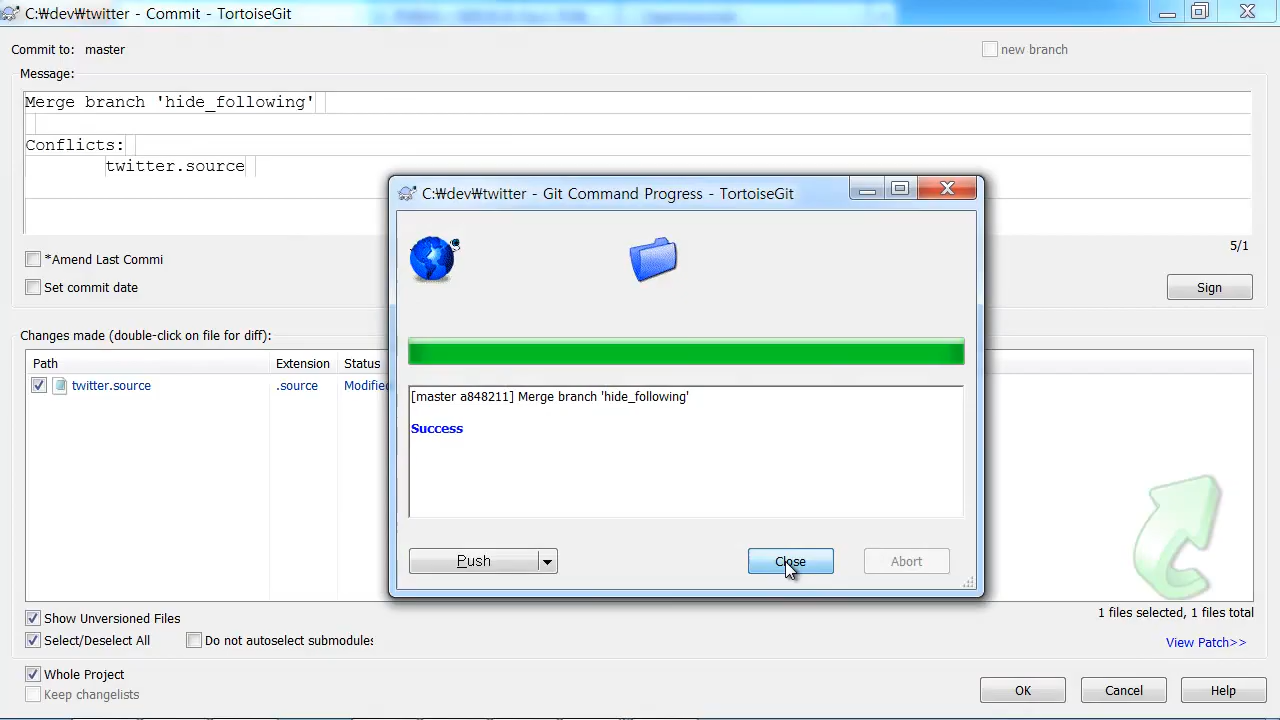 C:₩dev₩twitter - Commit - TortoiseGit
Commit to: master
new branch
Message:
Merge branch 'hide_following'
Conflicts:
twitter.source
5/1
*Amend Last Commi
Set commit date
Sign
Changes made (double-click on file for diff):
Path Extension Status
twitter.source .source Modified
C:₩dev₩twitter - Git Command Progress - TortoiseGit
[master a848211] Merge branch 'hide_following'
Success
Push
Close
Abort
1 files selected, 1 files total
Show Unversioned Files
Select/Deselect All
Do not autoselect submodules
View Patch>>
Whole Project
Keep changelists
OK
Cancel
Help